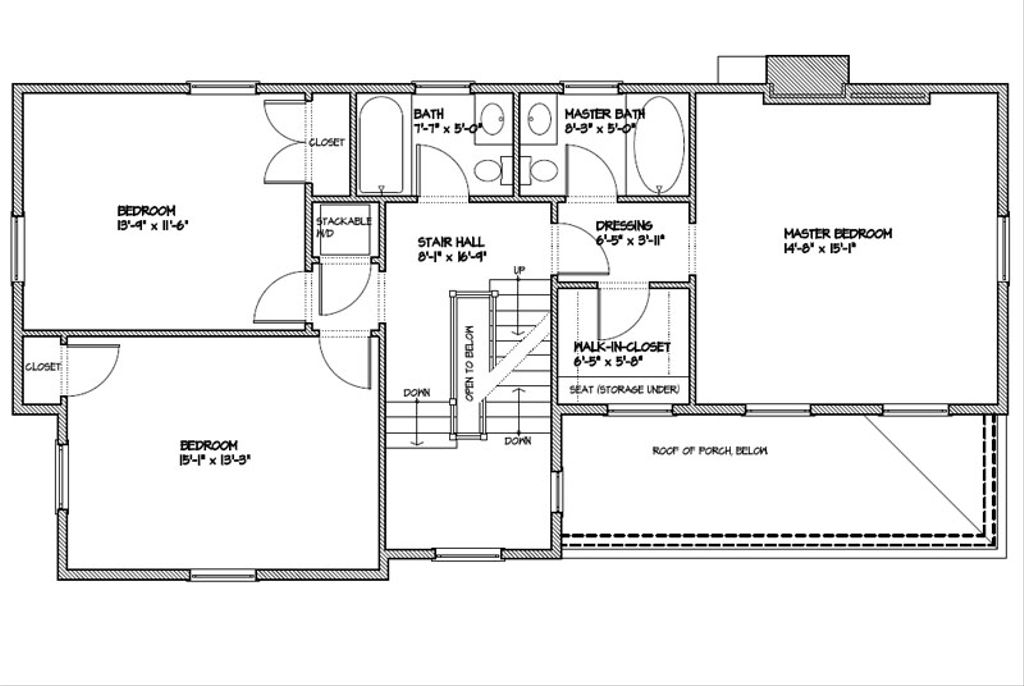 BATH
7'-7" x 5'-0"
MASTER BATH
8'-3" x 5'-0"
CLOSET
BEDROOM
13'-9" x 11'-6"
STACKABLE
W/D
STAIR HALL
8'-1" x 16'-9"
DRESSING
6'-5" x 3'-11"
MASTER BEDROOM
14'-8" x 15'-1"
UP
OPEN TO BELOW
WALK-IN-CLOSET
6'-5" x 5'-8"
CLOSET
SEAT (STORAGE UNDER)
DOWN
DOWN
BEDROOM
15'-1" x 13'-3"
ROOF OF PORCH, BELOW